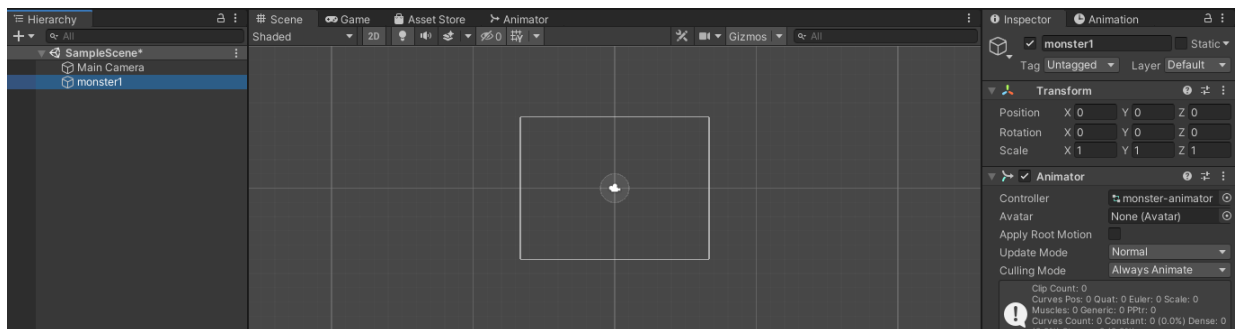 Hierarchy
All
SampleScene*
Main Camera
monster1
Scene Game Asset Store Animator
Shaded 2D 0 Gizmos All
Inspector Animation
monster1 Static
Tag Untagged Layer Default
Transform
Position X 0 Y 0 Z 0
Rotation X 0 Y 0 Z 0
Scale X 1 Y 1 Z 1
Animator
Controller monster-animator
Avatar None (Avatar)
Apply Root Motion
Update Mode Normal
Culling Mode Always Animate
Clip Count: 0
Curves Pos: 0 Quat: 0 Euler: 0 Scale: 0
Muscles: 0 Generic: 0 PPtr: 0
Curves Count: 0 Constant: 0 (0.0%) Dense: 0